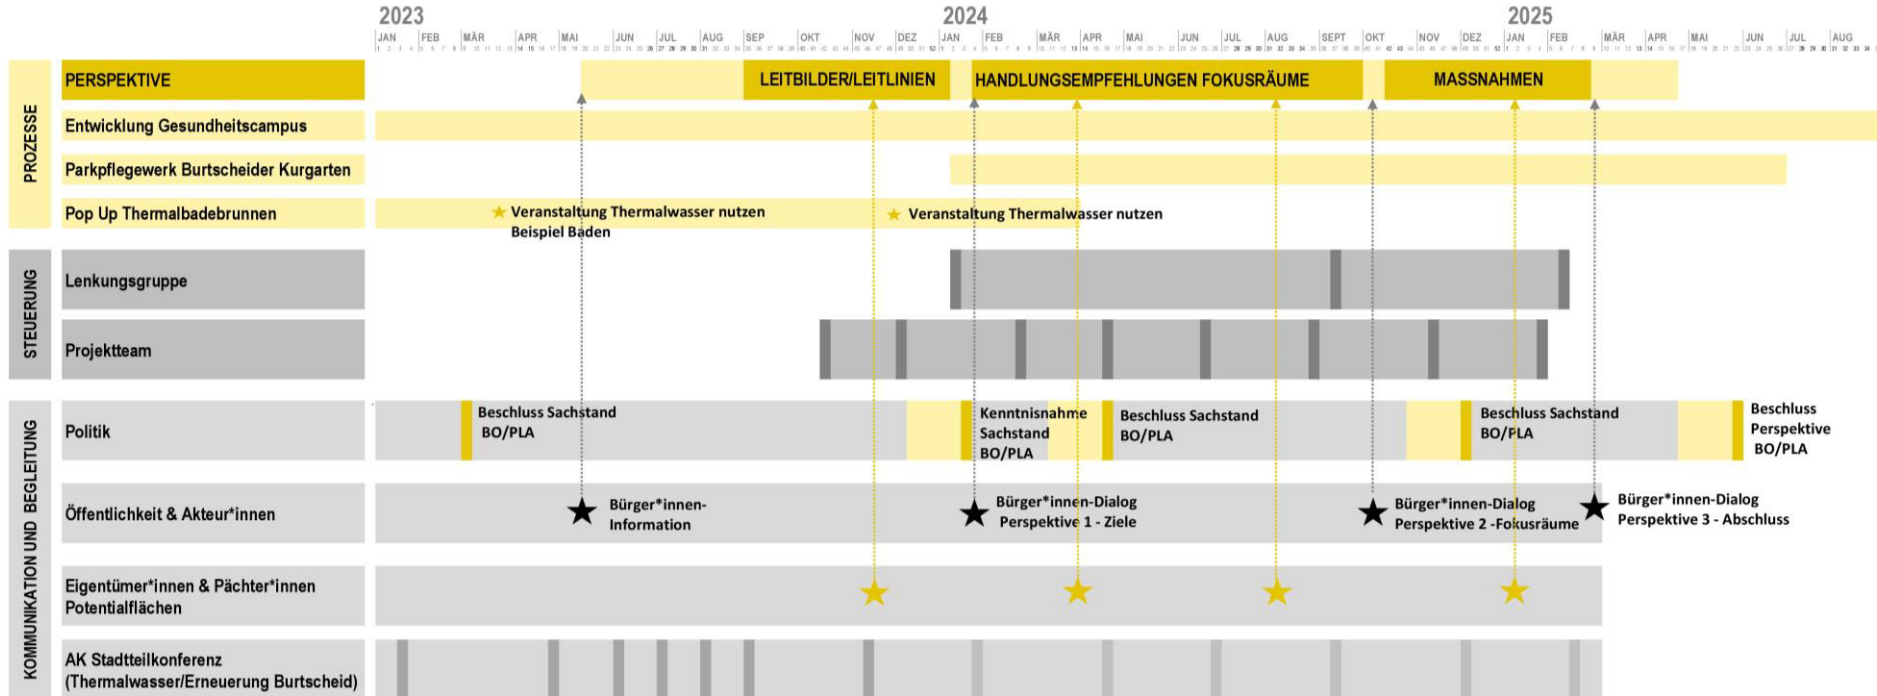 2023
2024
2025
JAN FEB MÄR APR MAI JUN JUL AUG SEP OKT NOV DEZ JAN FEB MÄR APR MAI JUN JUL AUG SEPT OKT NOV DEZ JAN FEB MÄR APR MAI JUN JUL AUG
PROZESSE
PERSPEKTIVE
LEITBILDER/LEITLINIEN
HANDLUNGSEMPFEHLUNGEN FOKUSRÄUME
MASSNAHMEN
Entwicklung Gesundheitscampus
Parkpflegewerk Burtscheider Kurgarten
Pop Up Thermalbadebrunnen
Veranstaltung Thermalwasser nutzen
Beispiel Baden
Veranstaltung Thermalwasser nutzen
STEUERUNG
Lenkungsgruppe
Projektteam
KOMMUNIKATION UND BEGLEITUNG
Politik
Beschluss Sachstand
BO/PLA
Kenntnisnahme
Sachstand
BO/PLA
Beschluss Sachstand
BO/PLA
Beschluss Sachstand
BO/PLA
Beschluss
Perspektive
BO/PLA
Öffentlichkeit & Akteur*innen
Bürger*innen-
Information
Bürger*innen-Dialog
Perspektive 1 - Ziele
Bürger*innen-Dialog
Perspektive 2 -Fokusräume
Bürger*innen-Dialog
Perspektive 3 - Abschluss
Eigentümer*innen & Pächter*innen
Potentialflächen
AK Stadtteilkonferenz
(Thermalwasser/Erneuerung Burtscheid)